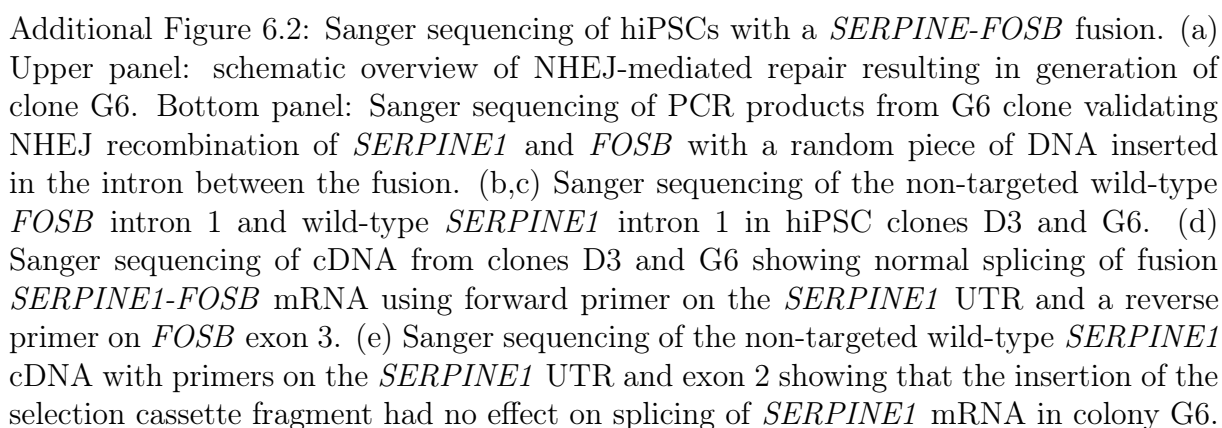 Additional Figure 6.2: Sanger sequencing of hiPSCs with a SERPINE-FOSB fusion. (a)
Upper panel: schematic overview of NHEJ-mediated repair resulting in generation of
clone G6. Bottom panel: Sanger sequencing of PCR products from G6 clone validating
NHEJ recombination of SERPINE1 and FOSB with a random piece of DNA inserted
in the intron between the fusion. (b,c) Sanger sequencing of the non-targeted wild-type
FOSB intron 1 and wild-type SERPINE1 intron 1 in hiPSC clones D3 and G6. (d)
Sanger sequencing of cDNA from clones D3 and G6 showing normal splicing of fusion
SERPINE1-FOSB mRNA using forward primer on the SERPINE1 UTR and a reverse
primer on FOSB exon 3. (e) Sanger sequencing of the non-targeted wild-type SERPINE1
cDNA with primers on the SERPINE1 UTR and exon 2 showing that the insertion of the
selection cassette fragment had no effect on splicing of SERPINE1 mRNA in colony G6.